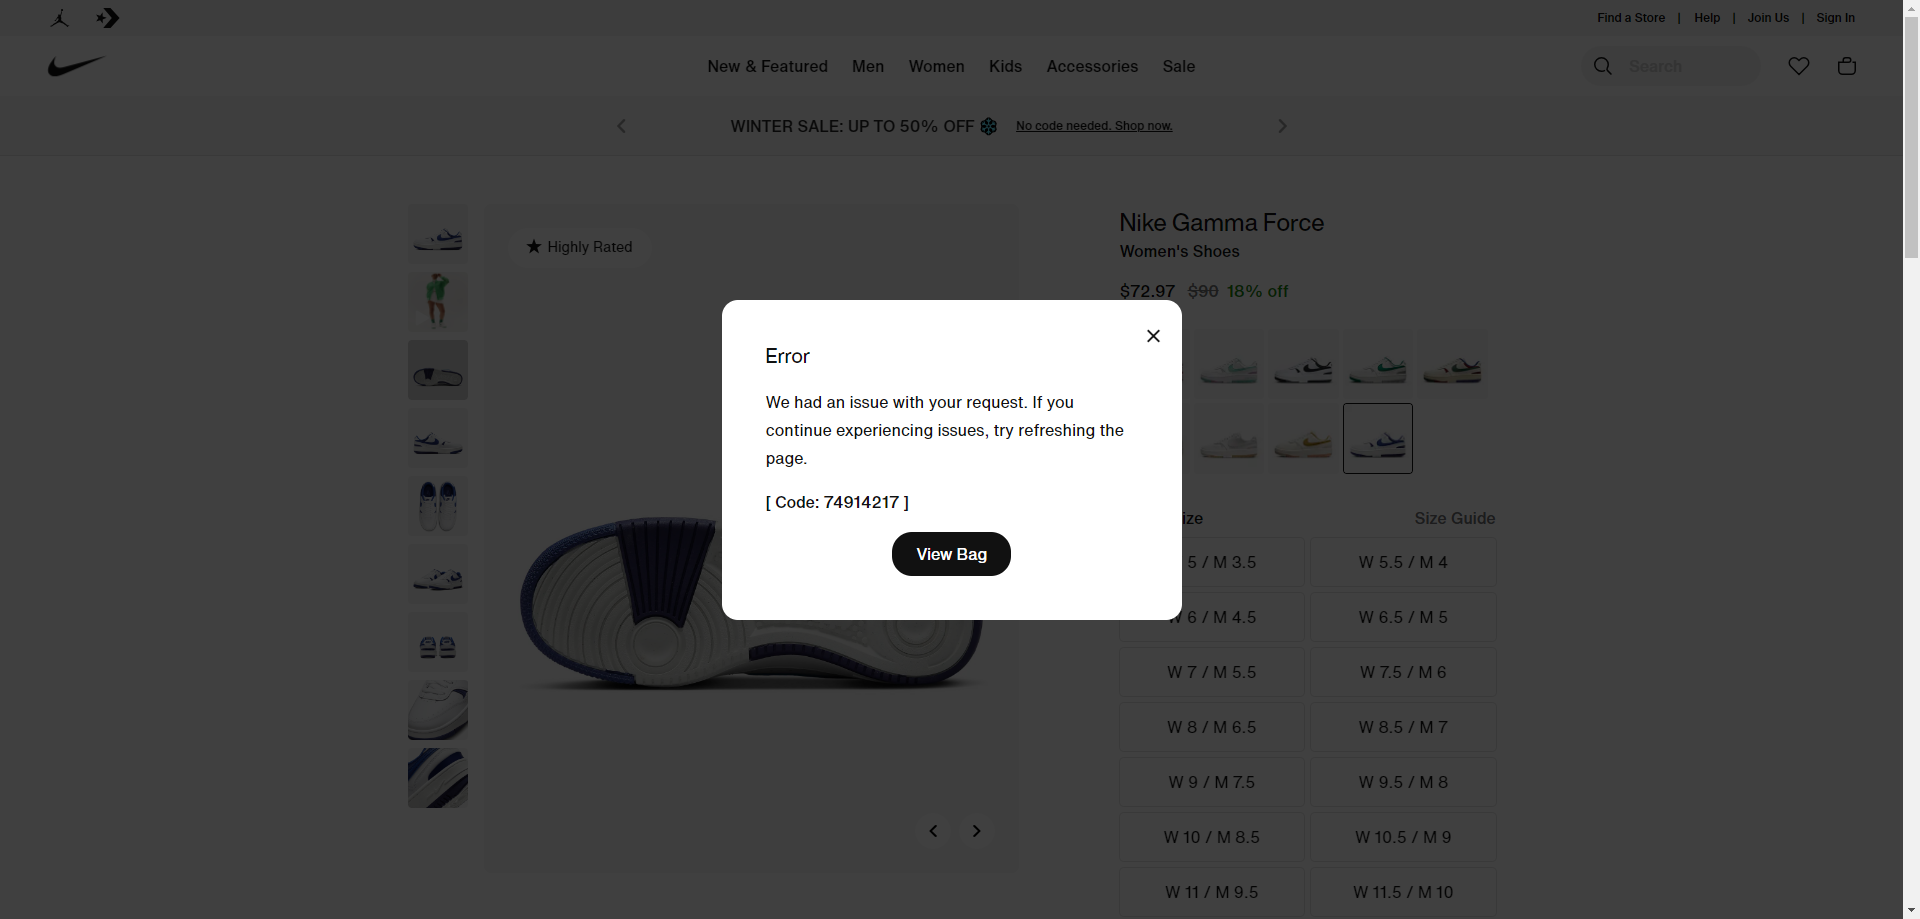 Find a Store | Help | Join Us | Sign In
New & Featured Men Women Kids Accessories Sale
Search
WINTER SALE: UP TO 50% OFF No code needed. Shop now.
Highly Rated
Nike Gamma Force
Women's Shoes
$72.97 $90 18% off
Error
We had an issue with your request. If you
continue experiencing issues, try refreshing the
page.
[ Code: 74914217 ]
View Bag
ize Size Guide
5 / M 3.5 W 5.5 / M 4
W 6 / M 4.5 W 6.5 / M 5
W 7 / M 5.5 W 7.5 / M 6
W 8 / M 6.5 W 8.5 / M 7
W 9 / M 7.5 W 9.5 / M 8
W 10 / M 8.5 W 10.5 / M 9
W 11 / M 9.5 W 11.5 / M 10